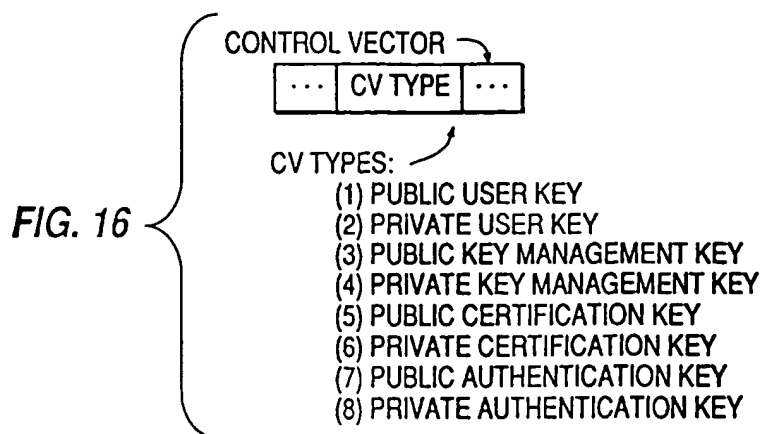 CONTROL VECTOR
... CV TYPE ...
CV TYPES:
(1) PUBLIC USER KEY
(2) PRIVATE USER KEY
(3) PUBLIC KEY MANAGEMENT KEY
(4) PRIVATE KEY MANAGEMENT KEY
(5) PUBLIC CERTIFICATION KEY
(6) PRIVATE CERTIFICATION KEY
(7) PUBLIC AUTHENTICATION KEY
(8) PRIVATE AUTHENTICATION KEY
FIG. 16